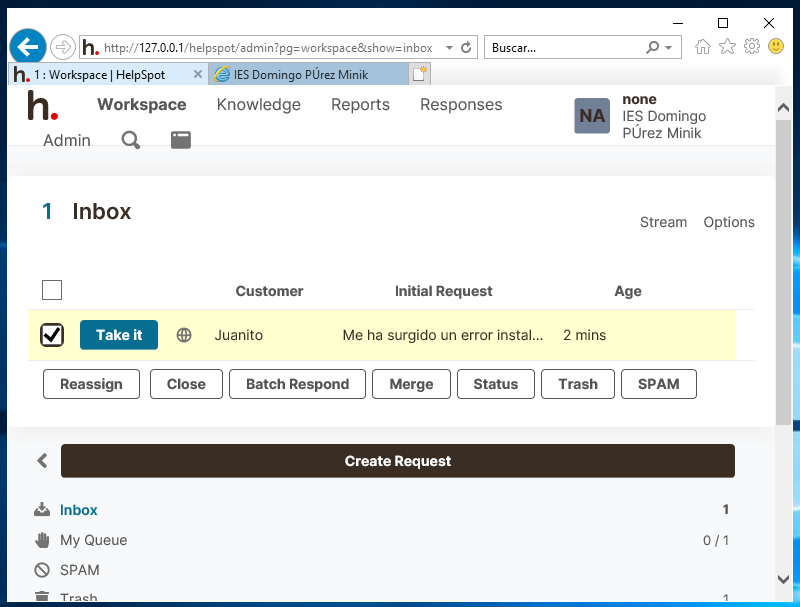 h. http://127.0.0.1/helpspot/admin?pg=workspace&show=inbox
Buscar...
h. 1 : Workspace | HelpSpot
IES Domingo PÚrez Minik
h.
Workspace Knowledge Reports Responses
Admin
NA
none
IES Domingo
PÚrez Minik
1 Inbox
Stream Options
Customer Initial Request Age
Take it Juanito Me ha surgido un error instal... 2 mins
Reassign Close Batch Respond Merge Status Trash SPAM
Create Request
Inbox 1
My Queue 0 / 1
SPAM
Trash 1